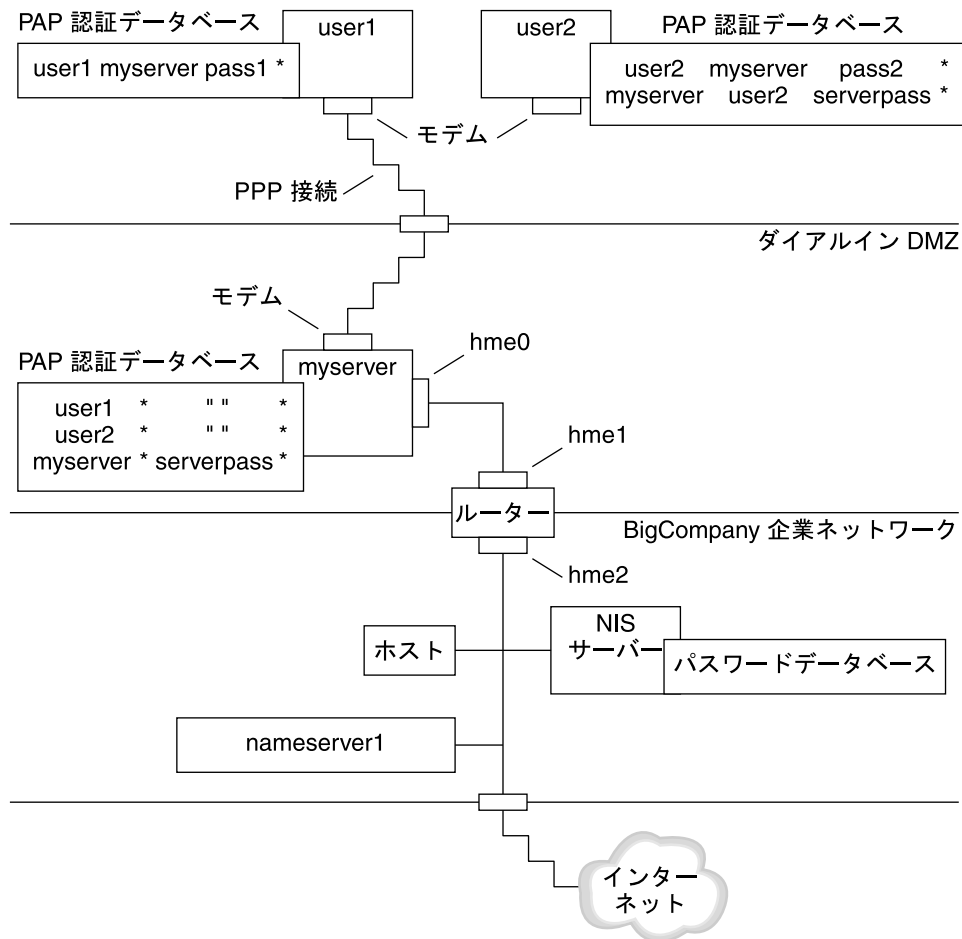 PAP 認証データベース
user1 myserver pass1 *
user1
user2
PAP 認証データベース
user2 myserver pass2 *
myserver user2 serverpass *
モデム
PPP 接続
ダイアルイン DMZ
モデム
hme0
PAP 認証データベース
myserver
user1 * " " *
user2 * " " *
myserver * serverpass *
hme1
ルーター
BigCompany 企業ネットワーク
hme2
ホスト
NIS
サーバー
パスワードデータベース
nameserver1
インター
ネット